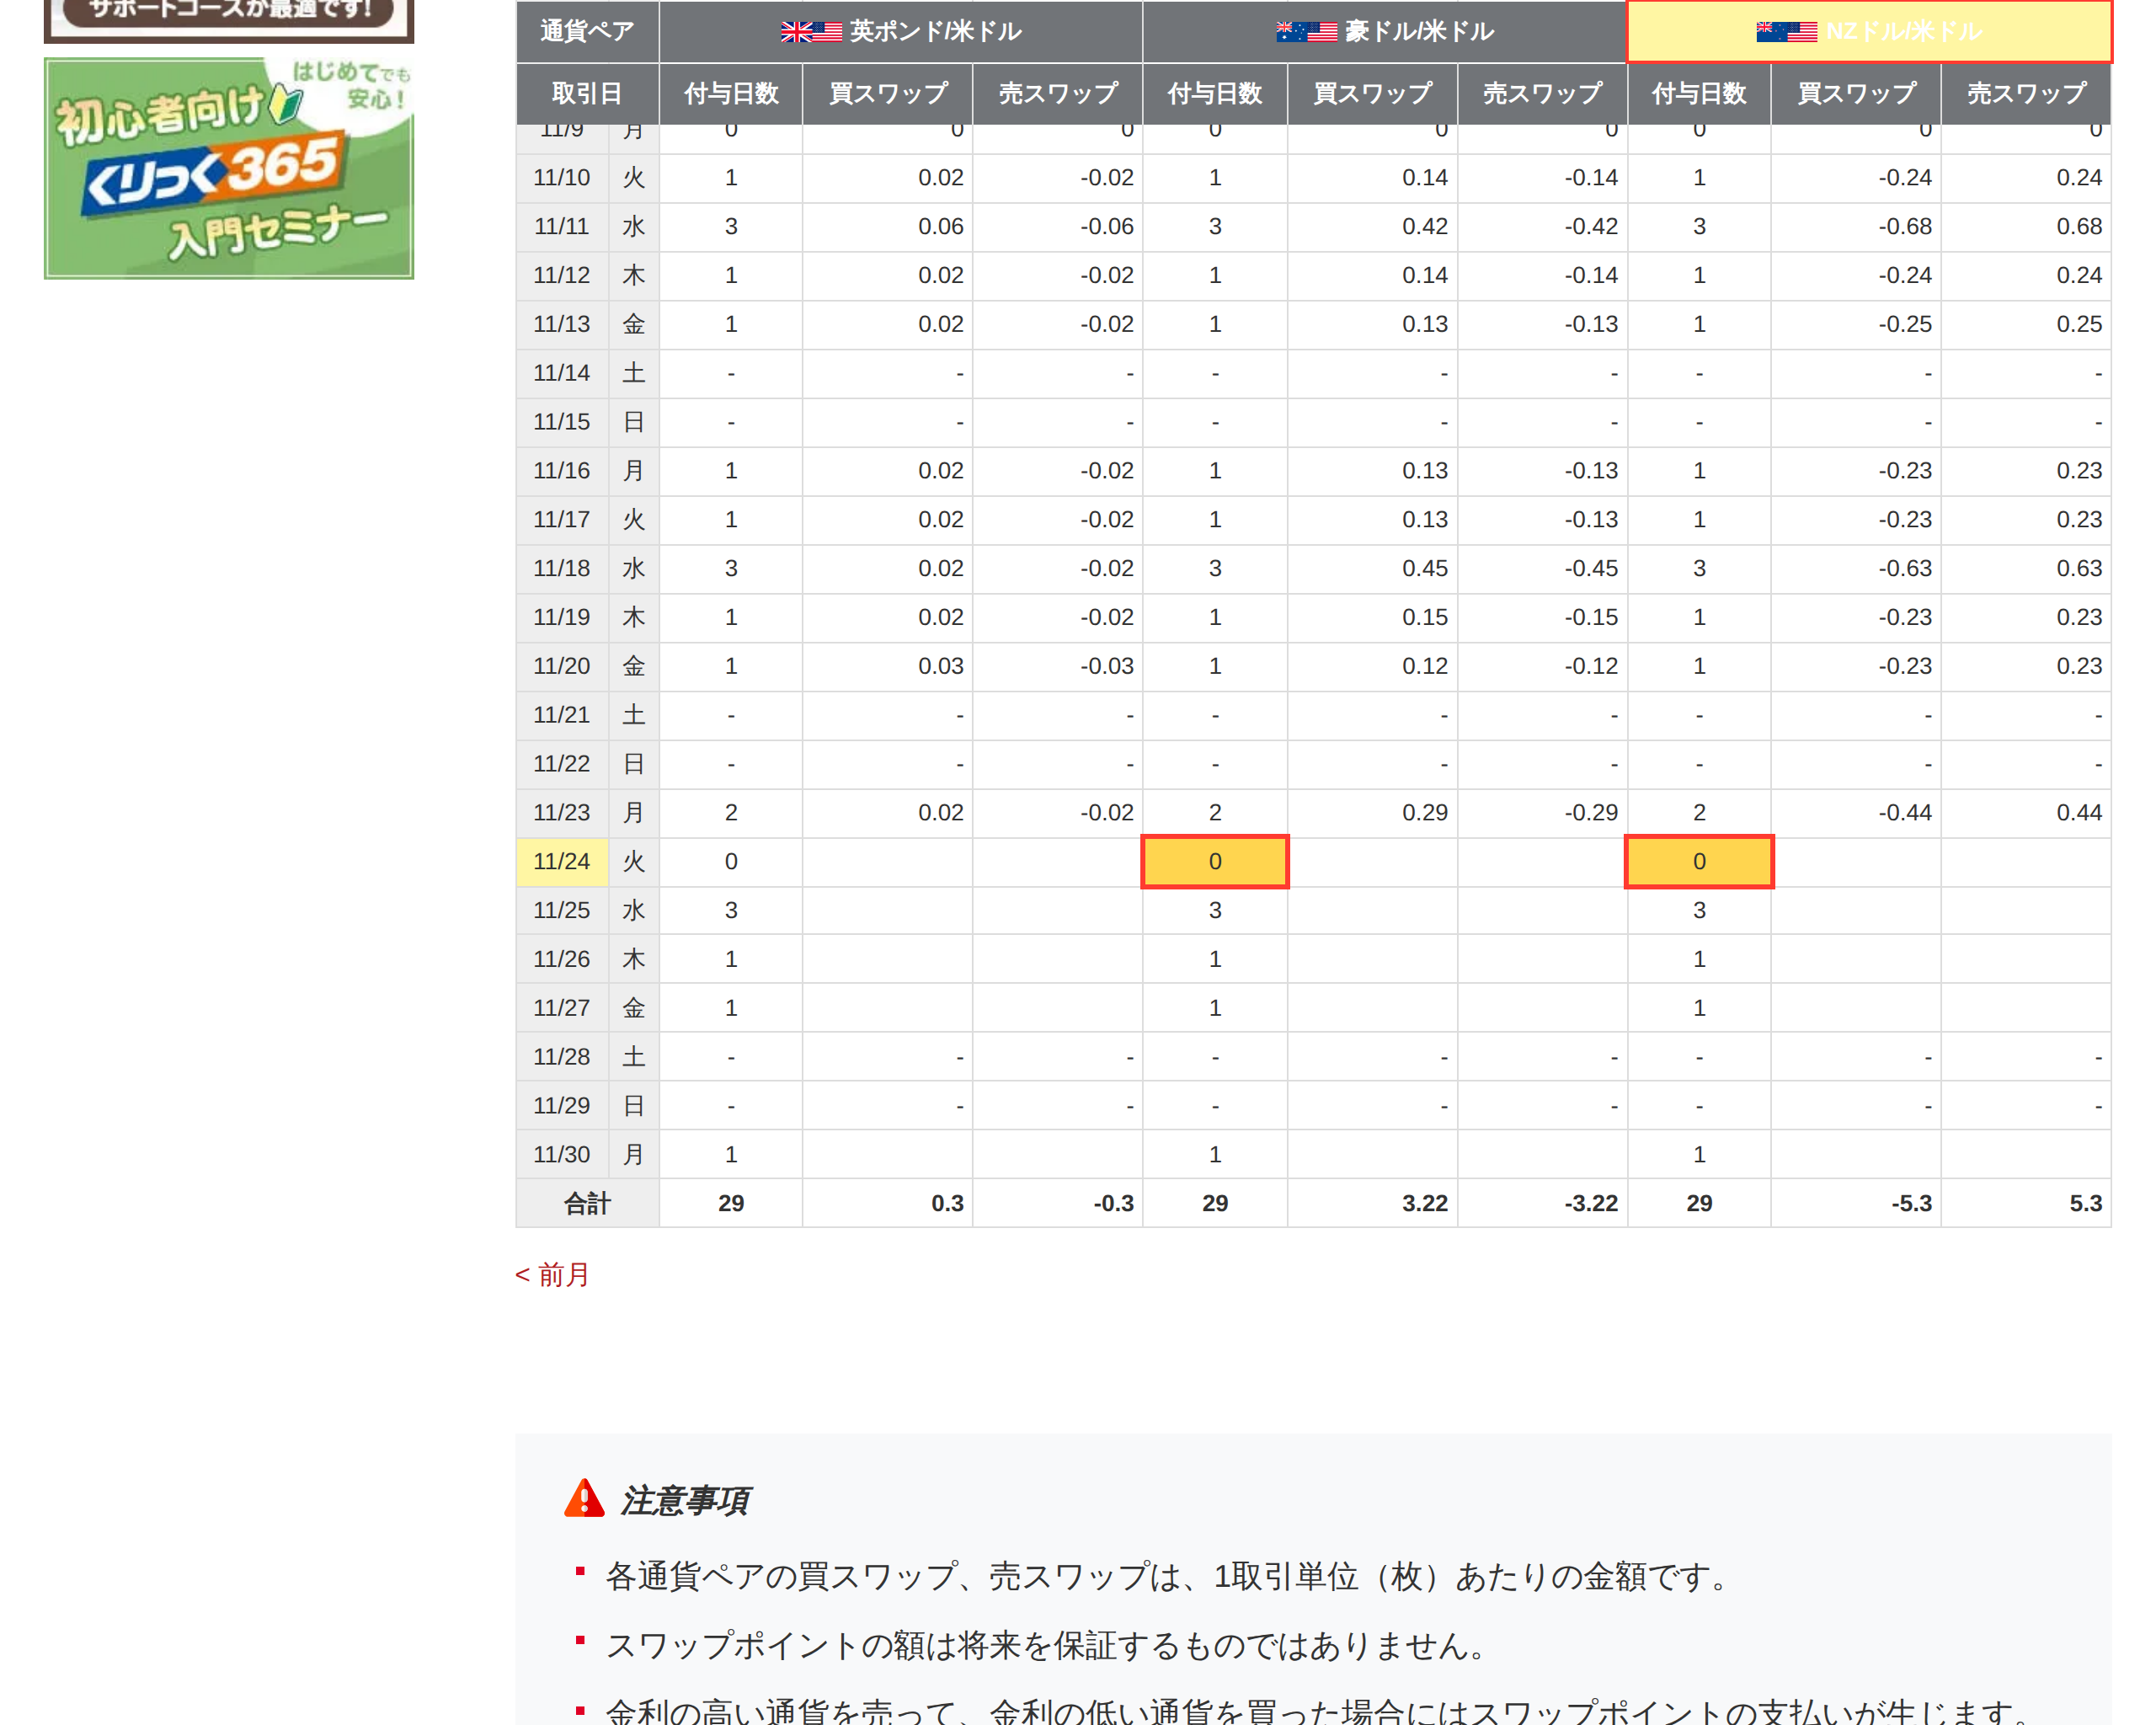 サポートコースが最適です!
はじめてでも
安心!
初心者向け
くりっく365
入門セミナー
通貨ペア 英ポンド/米ドル 豪ドル/米ドル NZドル/米ドル
取引日 付与日数 買スワップ 売スワップ 付与日数 買スワップ 売スワップ 付与日数 買スワップ 売スワップ
11/9 月 0 0 0 0 0 0 0 0 0
11/10 火 1 0.02 -0.02 1 0.14 -0.14 1 -0.24 0.24
11/11 水 3 0.06 -0.06 3 0.42 -0.42 3 -0.68 0.68
11/12 木 1 0.02 -0.02 1 0.14 -0.14 1 -0.24 0.24
11/13 金 1 0.02 -0.02 1 0.13 -0.13 1 -0.25 0.25
11/14 土 - - - - - - - - -
11/15 日 - - - - - - - - -
11/16 月 1 0.02 -0.02 1 0.13 -0.13 1 -0.23 0.23
11/17 火 1 0.02 -0.02 1 0.13 -0.13 1 -0.23 0.23
11/18 水 3 0.02 -0.02 3 0.45 -0.45 3 -0.63 0.63
11/19 木 1 0.02 -0.02 1 0.15 -0.15 1 -0.23 0.23
11/20 金 1 0.03 -0.03 1 0.12 -0.12 1 -0.23 0.23
11/21 土 - - - - - - - - -
11/22 日 - - - - - - - - -
11/23 月 2 0.02 -0.02 2 0.29 -0.29 2 -0.44 0.44
11/24 火 0 0 0
11/25 水 3 3 3
11/26 木 1 1 1
11/27 金 1 1 1
11/28 土 - - - - - - - - -
11/29 日 - - - - - - - - -
11/30 月 1 1 1
合計 29 0.3 -0.3 29 3.22 -3.22 29 -5.3 5.3
< 前月
注意事項
各通貨ペアの買スワップ、売スワップは、1取引単位（枚）あたりの金額です。
スワップポイントの額は将来を保証するものではありません。
金利の高い通貨を売って、金利の低い通貨を買った場合にはスワップポイントの支払いが生じます。